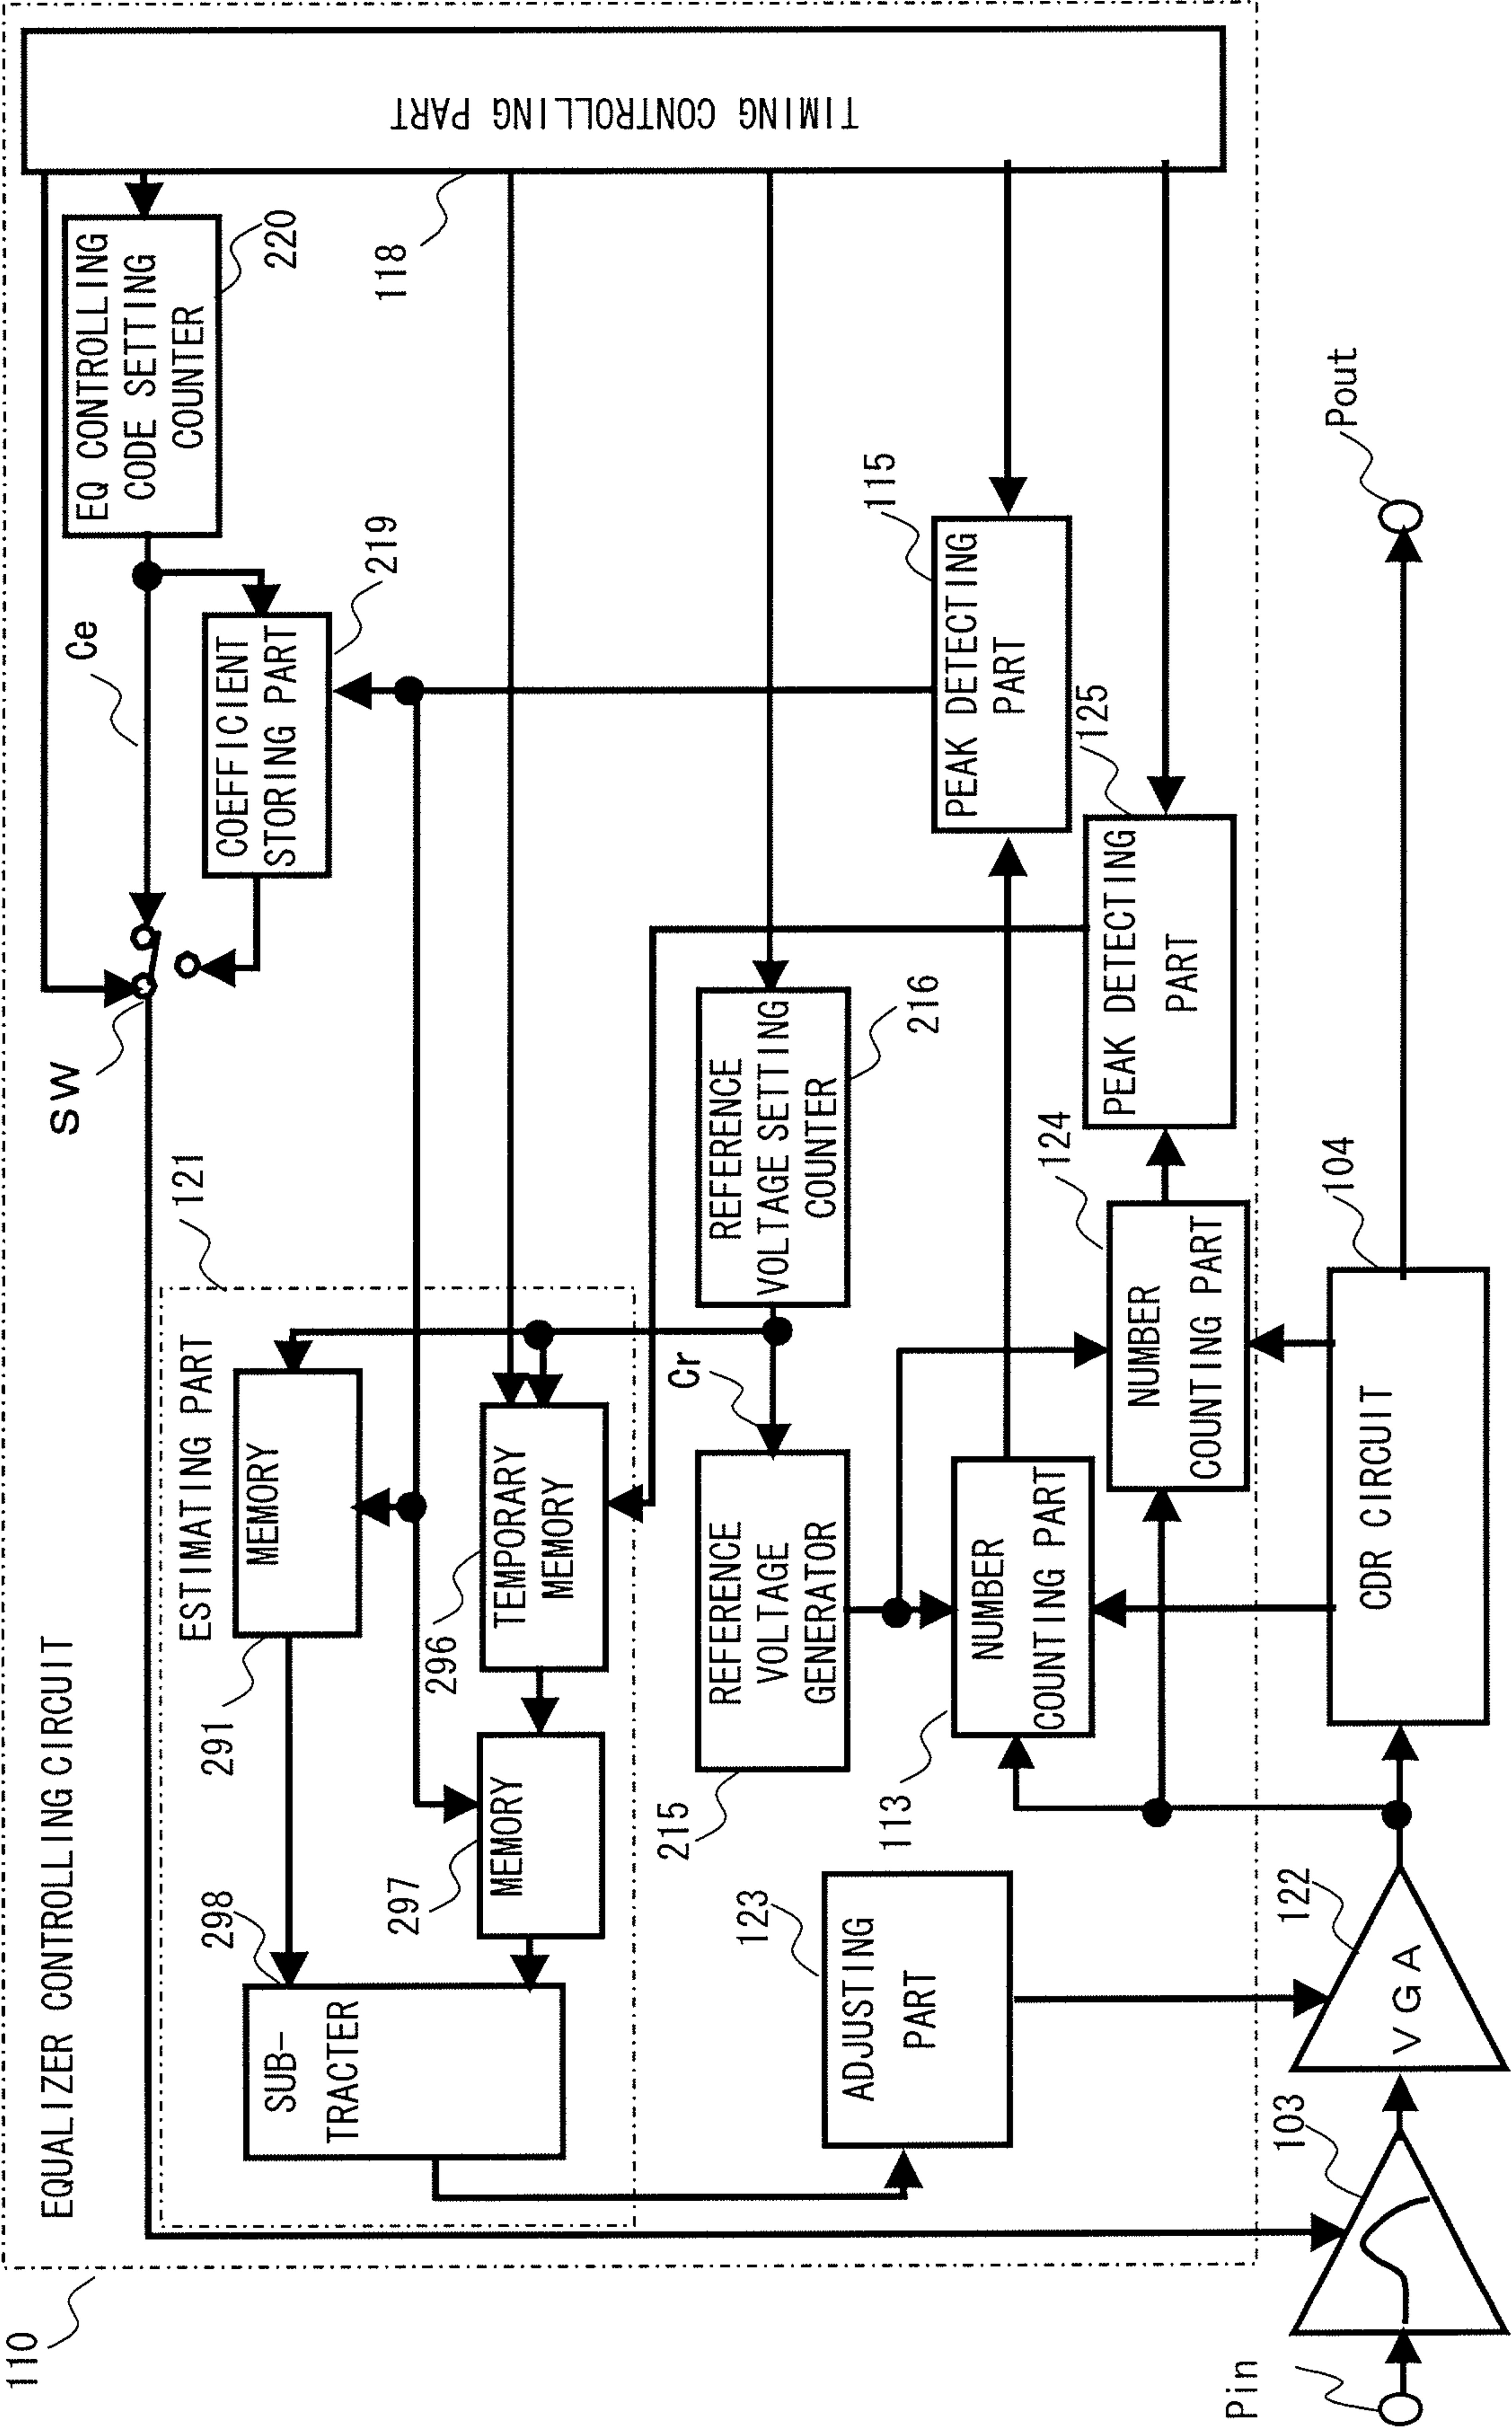 110
EQUALIZER CONTROLLING CIRCUIT
SW
Ce
EQ CONTROLLING
CODE SETTING
COUNTER
220
COEFFICIENT
STORING PART
219
TIMING CONTROLLING PART
118
121
ESTIMATING PART
298
SUB-
TRACTER
291
MEMORY
297
MEMORY
296
TEMPORARY
MEMORY
Cr
REFERENCE
VOLTAGE SETTING
COUNTER
216
215
REFERENCE
VOLTAGE
GENERATOR
123
ADJUSTING
PART
113
NUMBER
COUNTING PART
124
NUMBER
COUNTING PART
115
PEAK DETECTING
PART
125
PEAK DETECTING
PART
Pin
103
122
VGA
104
CDR CIRCUIT
Pout